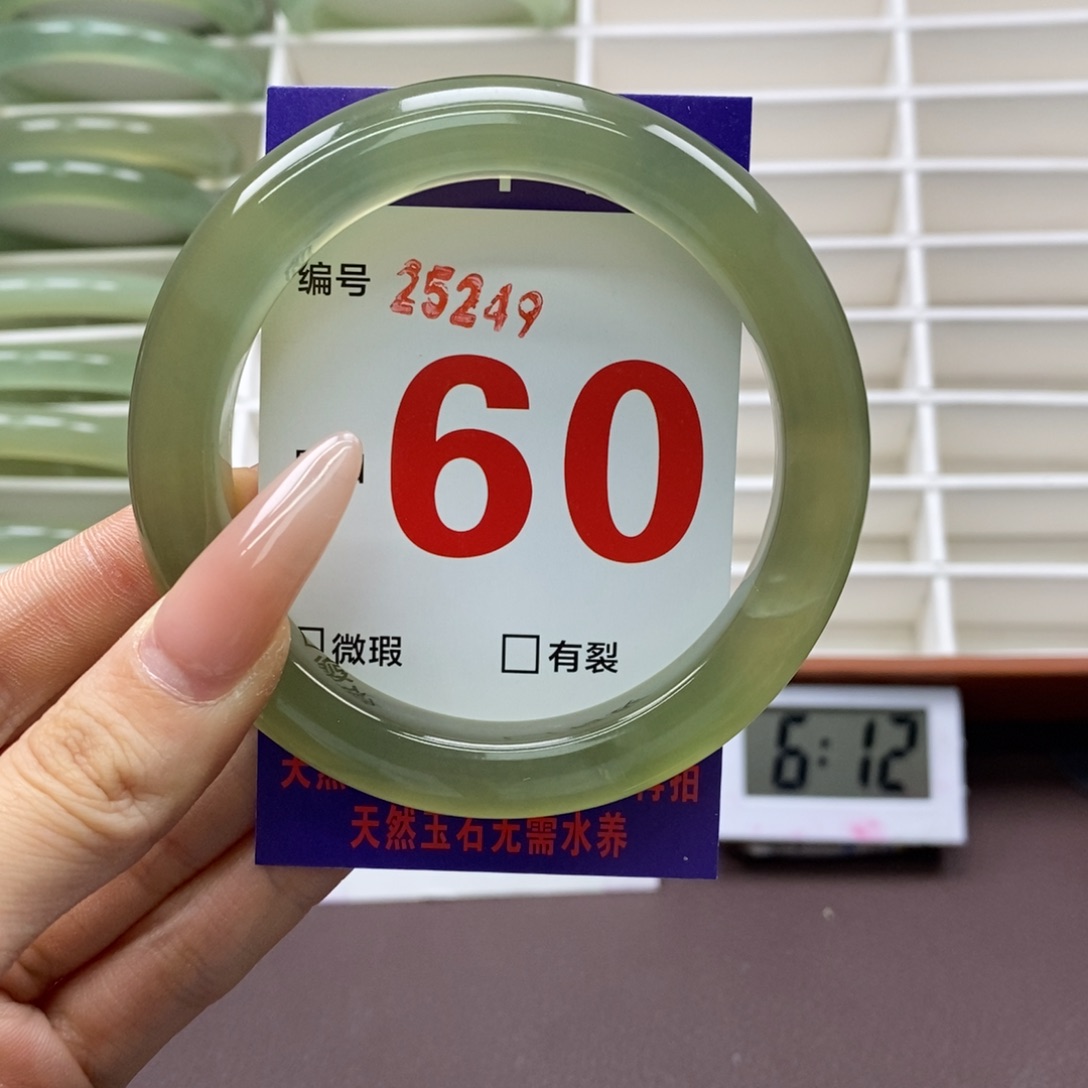 编号 25249
60
微瑕 有裂
天然玉石无需水养
6:12